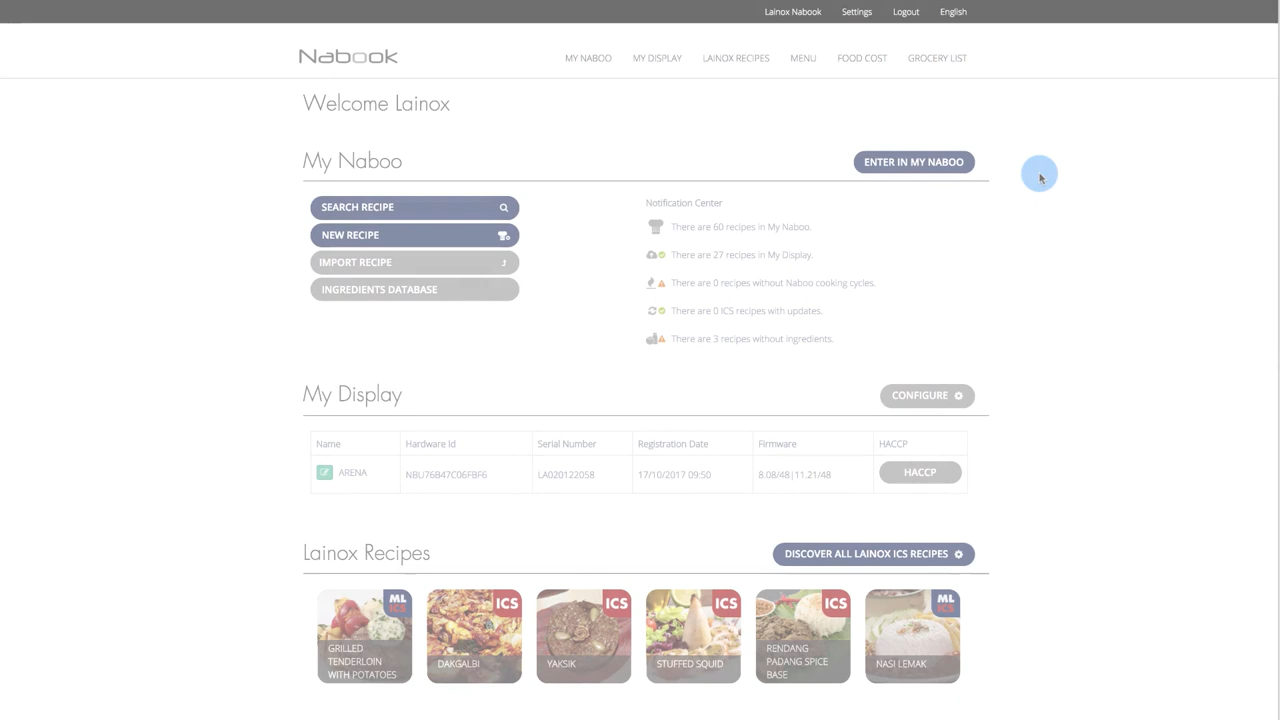 Lainox Nabook Settings Logout English
Nabook MY NABOO MY DISPLAY LAINOX RECIPES MENU FOOD COST GROCERY LIST
Welcome Lainox
My Naboo ENTER IN MY NABOO
SEARCH RECIPE
NEW RECIPE
IMPORT RECIPE
INGREDIENTS DATABASE
Notification Center
There are 60 recipes in My Naboo.
There are 27 recipes in My Display.
There are 0 recipes without Naboo cooking cycles.
There are 0 ICS recipes with updates.
There are 3 recipes without ingredients.
My Display CONFIGURE
Name Hardware Id Serial Number Registration Date Firmware HACCP
ARENA NBU76B47C06FBF6 LA020122058 17/10/2017 09:50 8.08/48|11.21/48 HACCP
Lainox Recipes DISCOVER ALL LAINOX ICS RECIPES
ML
ICS
GRILLED
TENDERLOIN
WITH POTATOES
ICS
DAKGALBI
ICS
YAKSIK
ICS
STUFFED SQUID
ICS
RENDANG
PADANG SPICE
BASE
ML
ICS
NASI LEMAK